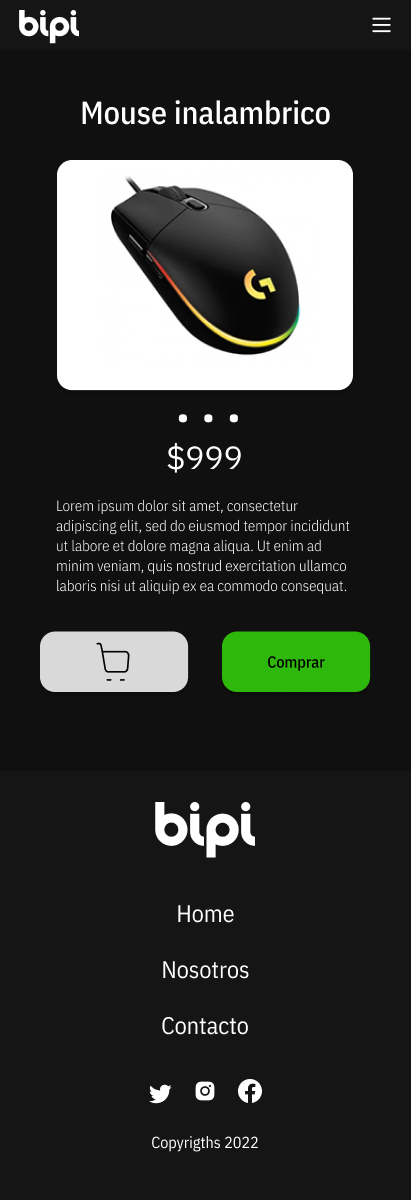 bipi
Mouse inalambrico
G
$999
Lorem ipsum dolor sit amet, consectetur
adipiscing elit, sed do eiusmod tempor incididunt
ut labore et dolore magna aliqua. Ut enim ad
minim veniam, quis nostrud exercitation ullamco
laboris nisi ut aliquip ex ea commodo consequat.
Comprar
bipi
Home
Nosotros
Contacto
Copyrigths 2022